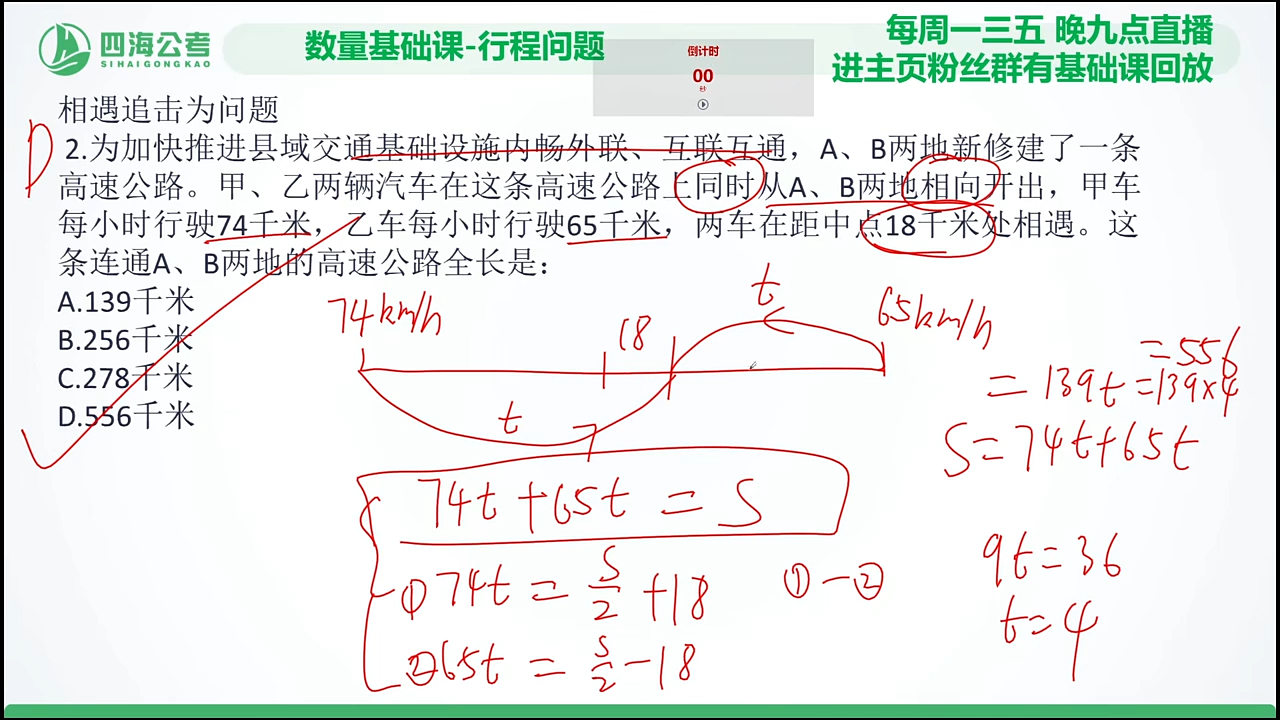 四海公考
SIHAIGONGKAO
数量基础课-行程问题
倒计时
00
秒
每周一三五 晚九点直播
进主页粉丝群有基础课回放
相遇追击为问题
D
2.为加快推进县域交通基础设施内畅外联、互联互通，A、B两地新修建了一条
高速公路。甲、乙两辆汽车在这条高速公路上同时从A、B两地相向开出，甲车
每小时行驶74千米，乙车每小时行驶65千米，两车在距中点18千米处相遇。这
条连通A、B两地的高速公路全长是：
A.139千米
B.256千米
C.278千米
D.556千米
74km/h
18
t
65km/h
t
=556
=139t=139×4
S=74t+65t
74t+65t=S
①74t=S/2+18
①-②
②65t=S/2-18
9t=36
t=4